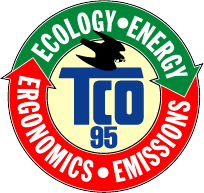 ECOLOGY • ENERGY
TCO
95
ERGONOMICS • EMISSIONS